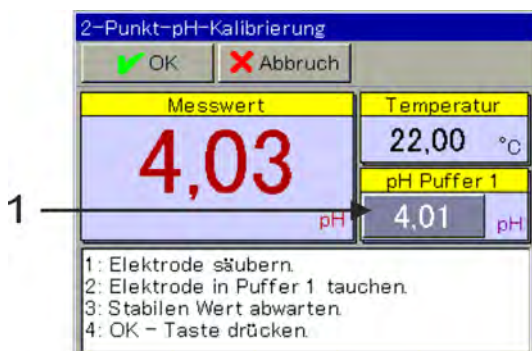 2-Punkt-pH-Kalibrierung
OK Abbruch
Messwert
4,03
pH
Temperatur
22,00 °C
pH Puffer 1
4,01 pH
1
1: Elektrode säubern.
2: Elektrode in Puffer 1 tauchen.
3: Stabilen Wert abwarten.
4: OK - Taste drücken.